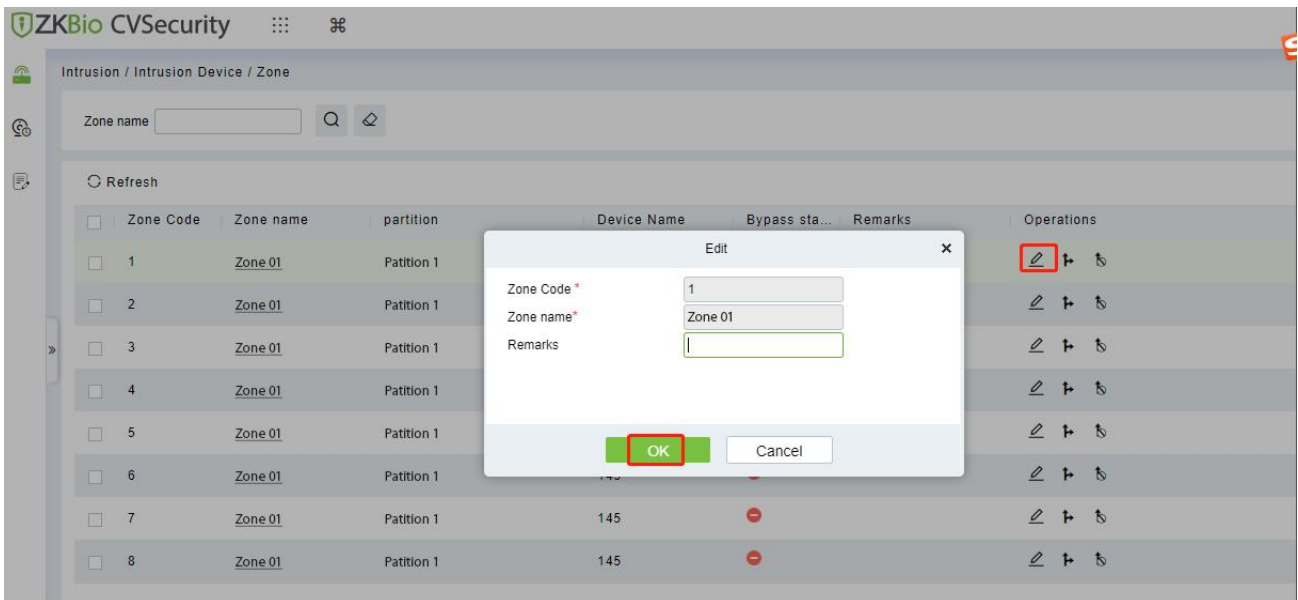 ZKBio CVSecurity
Intrusion / Intrusion Device / Zone
Zone name
Refresh
Zone Code Zone name partition Device Name Bypass sta... Remarks Operations
Edit
1 Zone 01 Patition 1
Zone Code * 1
2 Zone 01 Patition 1
Zone name* Zone 01
3 Zone 01 Patition 1
Remarks
4 Zone 01 Patition 1
5 Zone 01 Patition 1
OK Cancel
6 Zone 01 Patition 1
7 Zone 01 Patition 1 145
8 Zone 01 Patition 1 145